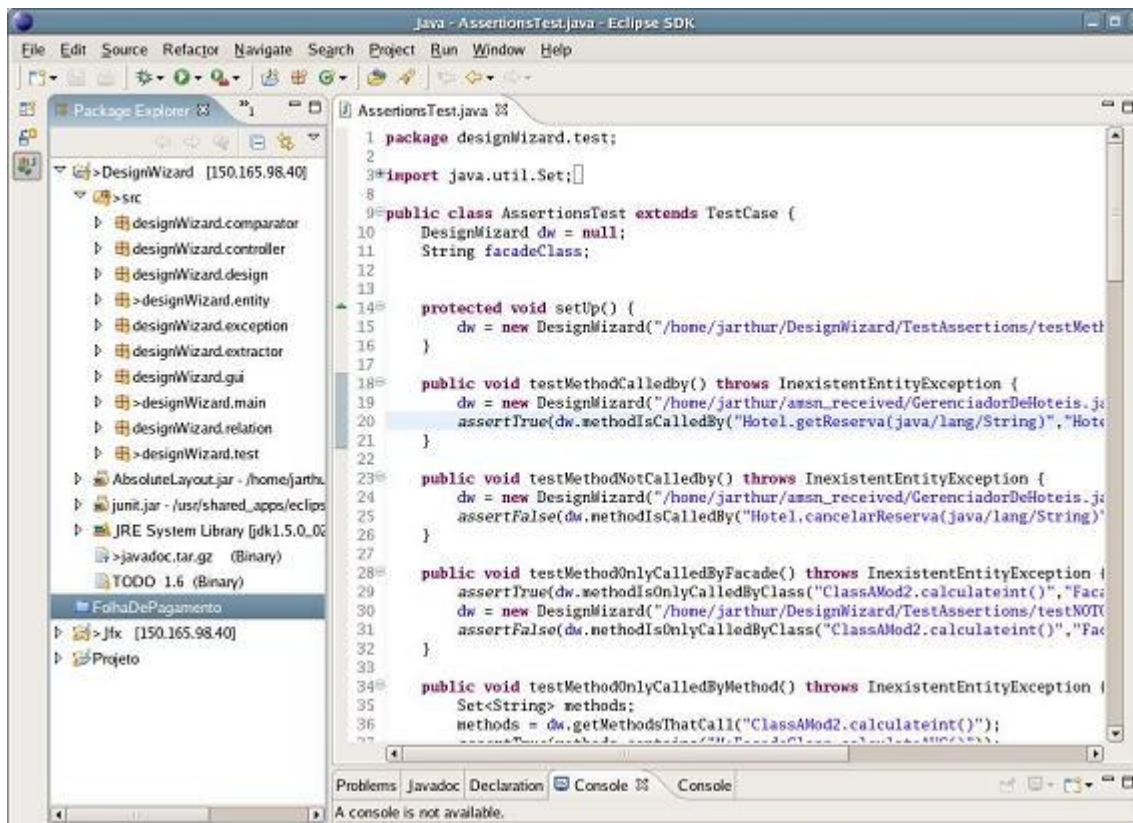 Java - AssertionsTest.java - Eclipse SDK
File Edit Source Refactor Navigate Search Project Run Window Help
Package Explorer
>DesignWizard [150.165.98.40]
>src
designWizard.comparator
designWizard.controller
designWizard.design
>designWizard.entity
designWizard.exception
designWizard.extractor
designWizard.gui
>designWizard.main
designWizard.relation
>designWizard.test
AbsoluteLayout.jar - /home/jarthu
junit.jar - /usr/shared_apps/eclips
JRE System Library [jdk1.5.0_02
>javadoc.tar.gz (Binary)
TODO 1.6 (Binary)
FolhaDePagamento
>Jfx [150.165.98.40]
Projeto
AssertionsTest.java
1 package designWizard.test;
2
3 import java.util.Set;
8
9 public class AssertionsTest extends TestCase {
10 DesignWizard dw = null;
11 String facadeClass;
12
13
14 protected void setUp() {
15 dw = new DesignWizard("/home/jarthur/DesignWizard/TestAssertions/testMeth
16 }
17
18 public void testMethodCalledby() throws InexistentEntityException {
19 dw = new DesignWizard("/home/jarthur/amsn_received/GerenciadorDeHoteis.ja
20 assertTrue(dw.methodIsCalledBy("Hotel.getReserva(java/lang/String)","Hote
21 }
22
23 public void testMethodNotCalledby() throws InexistentEntityException {
24 dw = new DesignWizard("/home/jarthur/amsn_received/GerenciadorDeHoteis.ja
25 assertFalse(dw.methodIsCalledBy("Hotel.cancelarReserva(java/lang/String)"
26 }
27
28 public void testMethodOnlyCalledByFacade() throws InexistentEntityException {
29 assertTrue(dw.methodIsOnlyCalledByClass("ClassAMod2.calculateint()","Faca
30 dw = new DesignWizard("/home/jarthur/DesignWizard/TestAssertions/testNOTO
31 assertFalse(dw.methodIsOnlyCalledByClass("ClassAMod2.calculateint()","Fac
32 }
33
34 public void testMethodOnlyCalledByMethod() throws InexistentEntityException {
35 Set<String> methods;
36 methods = dw.getMethodsThatCall("ClassAMod2.calculateint()");
Problems Javadoc Declaration Console Console
A console is not available.